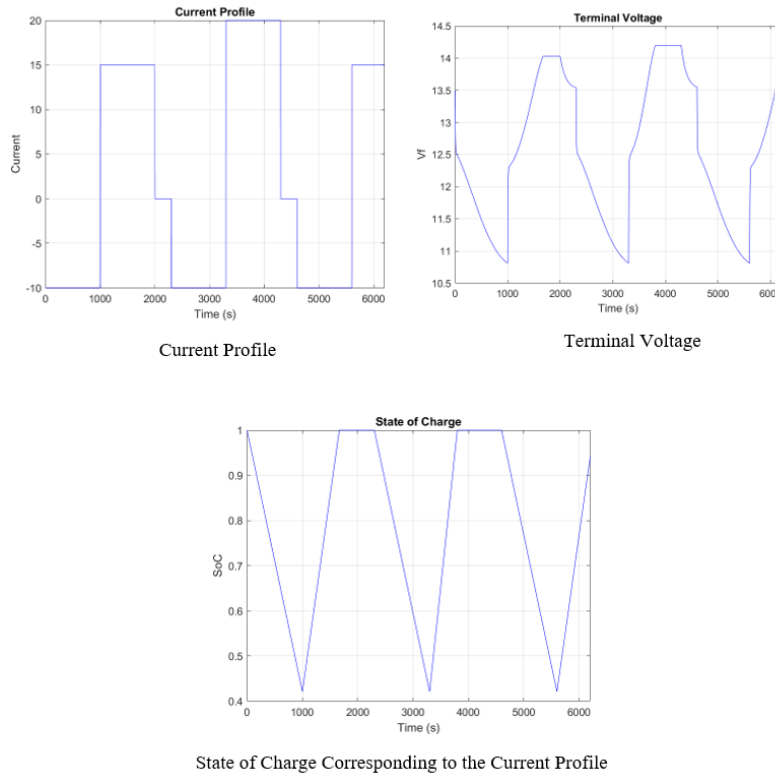 Current Profile
20
15
10
5
0
-5
-10
Current
0 1000 2000 3000 4000 5000 6000
Time (s)
Current Profile
Terminal Voltage
14.5
14
13.5
13
12.5
12
11.5
11
10.5
Vf
0 1000 2000 3000 4000 5000
Time (s)
Terminal Voltage
State of Charge
1
0.9
0.8
0.7
0.6
0.5
0.4
SoC
0 1000 2000 3000 4000 5000 6000
Time (s)
State of Charge Corresponding to the Current Profile